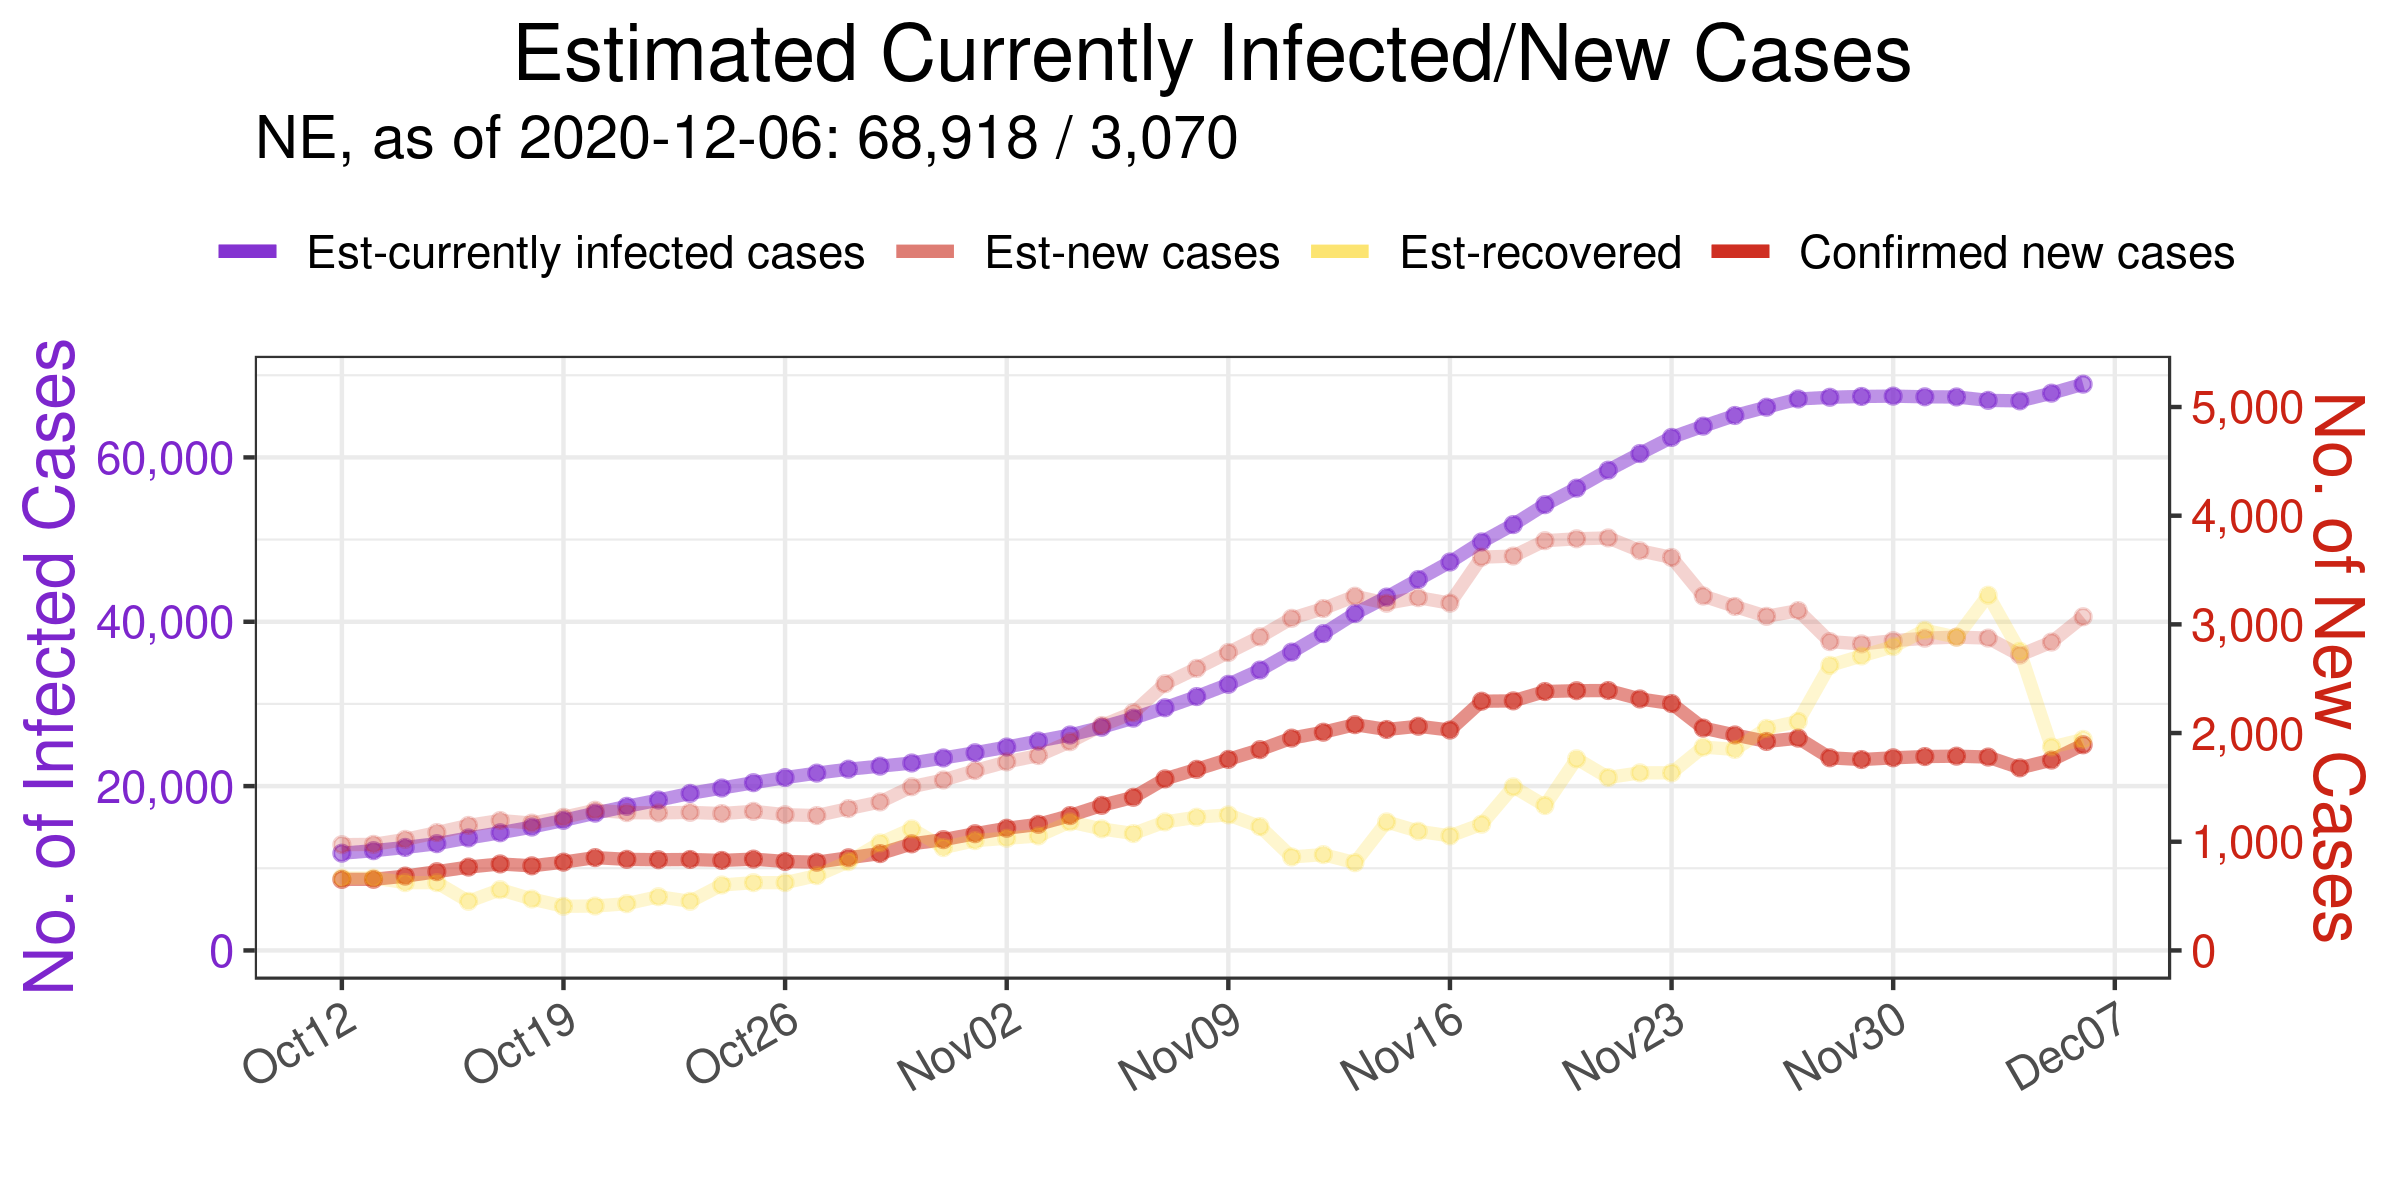 Estimated Currently Infected/New Cases
NE, as of 2020-12-06: 68,918 / 3,070
Est-currently infected cases Est-new cases Est-recovered Confirmed new cases
No. of Infected Cases
60,000
40,000
20,000
0
5,000
4,000
3,000
2,000
1,000
0
No. of New Cases
Oct12 Oct19 Oct26 Nov02 Nov09 Nov16 Nov23 Nov30 Dec07